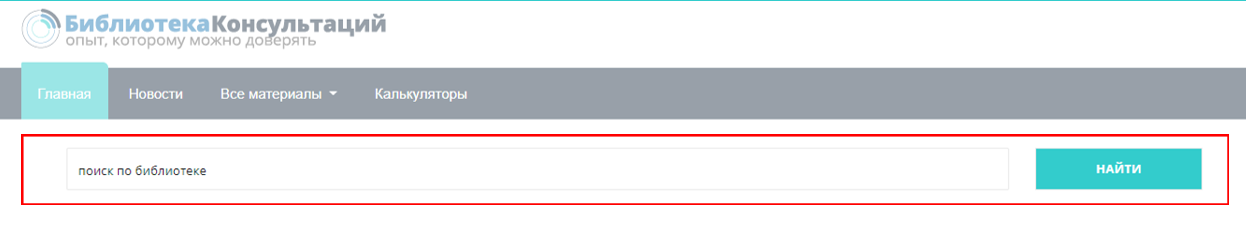 БиблиотекаКонсультаций
опыт, которому можно доверять
Главная Новости Все материалы Калькуляторы
поиск по библиотеке НАЙТИ